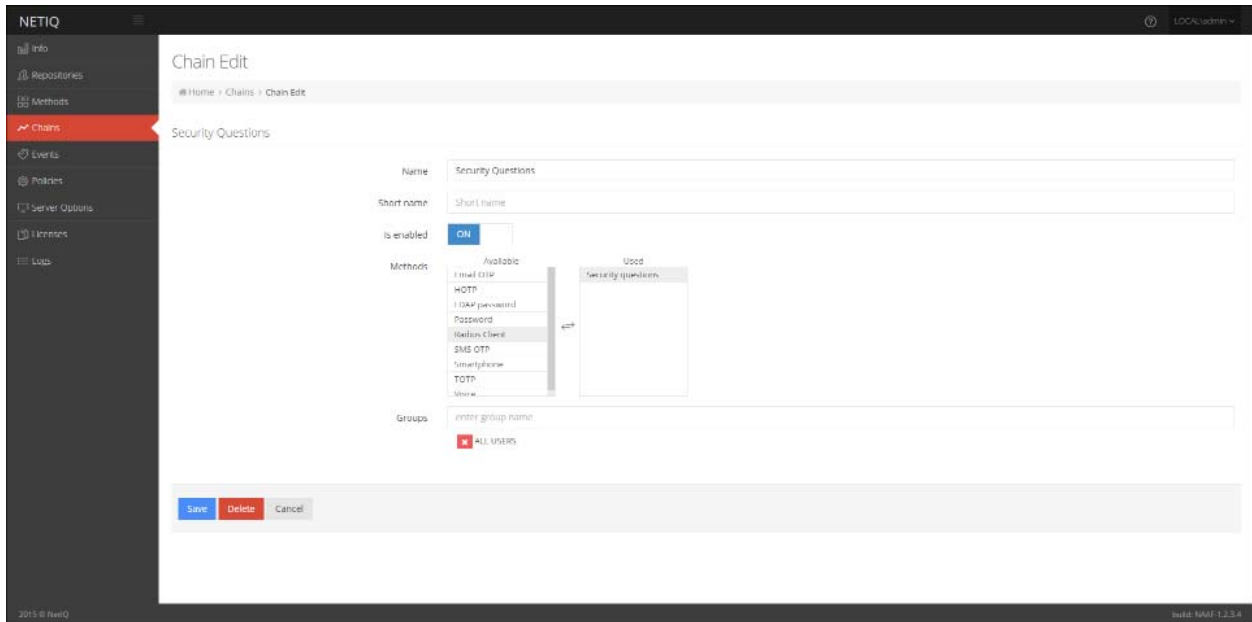 NETIQ
LOCAL\admin
Info
Repositories
Methods
Chains
Events
Policies
Server Options
Licenses
Logs
Chain Edit
Home › Chains › Chain Edit
Security Questions
Name
Security Questions
Short name
Short name
Is enabled
ON
Methods
Available
Used
Email OTP
HOTP
LDAP password
Password
Radius Client
SMS OTP
Smartphone
TOTP
Voice
Security questions
Groups
enter group name
ALL USERS
Save
Delete
Cancel
2015 © NetIQ
build: NAAF-1.2.3.4